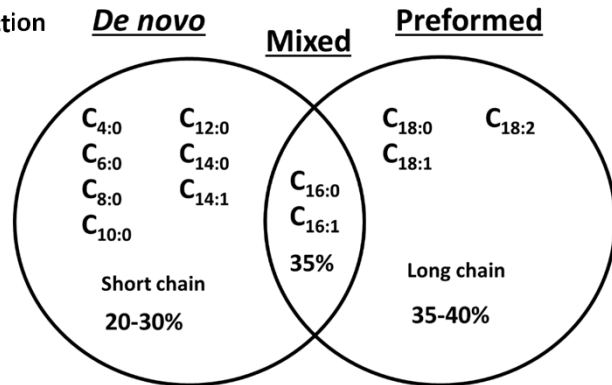 De novo
Mixed
Preformed
C4:0 C12:0
C6:0 C14:0
C8:0 C14:1
C10:0
Short chain
20-30%
C16:0
C16:1
35%
C18:0 C18:2
C18:1
Long chain
35-40%